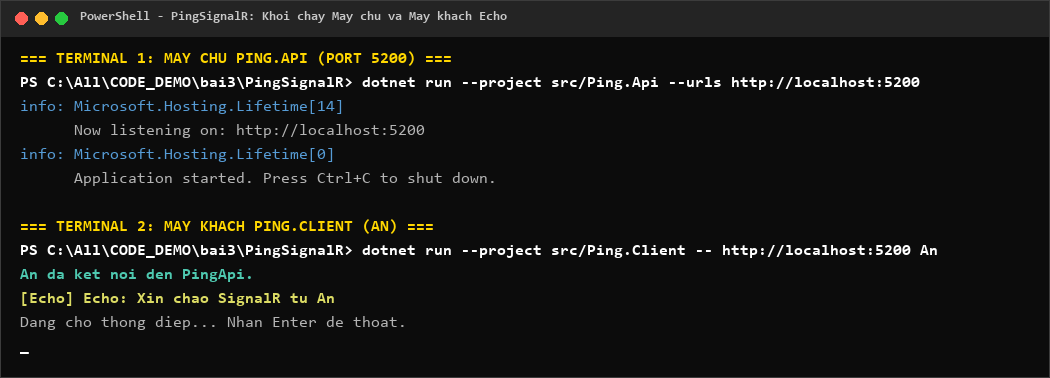 PowerShell - PingSignalR: Khoi chay May chu va May khach Echo
=== TERMINAL 1: MAY CHU PING.API (PORT 5200) ===
PS C:\All\CODE_DEMO\bai3\PingSignalR> dotnet run --project src/Ping.Api --urls http://localhost:5200
info: Microsoft.Hosting.Lifetime[14]
      Now listening on: http://localhost:5200
info: Microsoft.Hosting.Lifetime[0]
      Application started. Press Ctrl+C to shut down.
=== TERMINAL 2: MAY KHACH PING.CLIENT (AN) ===
PS C:\All\CODE_DEMO\bai3\PingSignalR> dotnet run --project src/Ping.Client -- http://localhost:5200 An
An da ket noi den PingApi.
[Echo] Echo: Xin chao SignalR tu An
Dang cho thong diep... Nhan Enter de thoat.
_